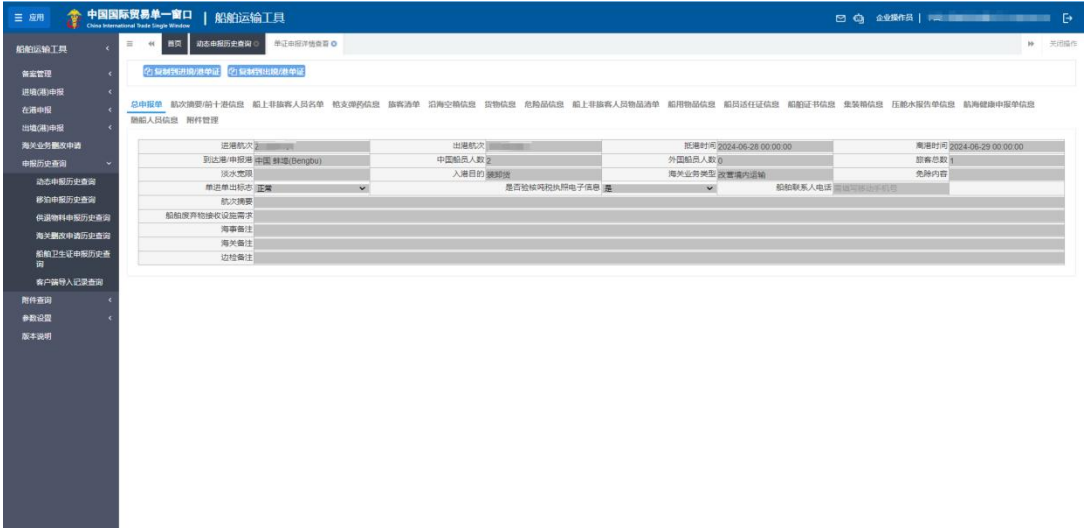 应用 中国国际贸易单一窗口 | 船舶运输工具 企业操作员 |
China International Trade Single Window
船舶运输工具
首页 动态申报历史查询 单证申报详情查看 关闭操作
备案管理
进境(港)申报
在港申报
出境(港)申报
海关业务删改申请
申报历史查询
动态申报历史查询
移泊申报历史查询
供退物料申报历史查询
海关删改申请历史查询
船舶卫生证申报历史查询
客户端导入记录查询
附件查询
参数设置
版本说明
复制到进境/港单证 复制到出境/港单证
总申报单 航次摘要/前十港信息 船上非旅客人员名单 枪支弹药信息 旅客清单 沿海空箱信息 货物信息 危险品信息 船上非旅客人员物品清单 船用物品信息 船员适任证信息 船舶证书信息 集装箱信息 压舱水报告单信息 航海健康申报单信息
随船人员信息 附件管理
进港航次 2 出港航次 抵港时间 2024-06-28 00:00:00 离港时间 2024-06-29 00:00:00
到达港/申报港 中国 蚌埠(Bengbu) 中国船员人数 2 外国船员人数 0 旅客总数 1
淡水宽限 入港目的 装卸货 海关业务类型 改营境内运输 免除内容
单进单出标志 正常 是否验核吨税执照电子信息 是 船舶联系人电话 需填写移动手机号
航次摘要
船舶废弃物接收设施需求
海事备注
海关备注
边检备注